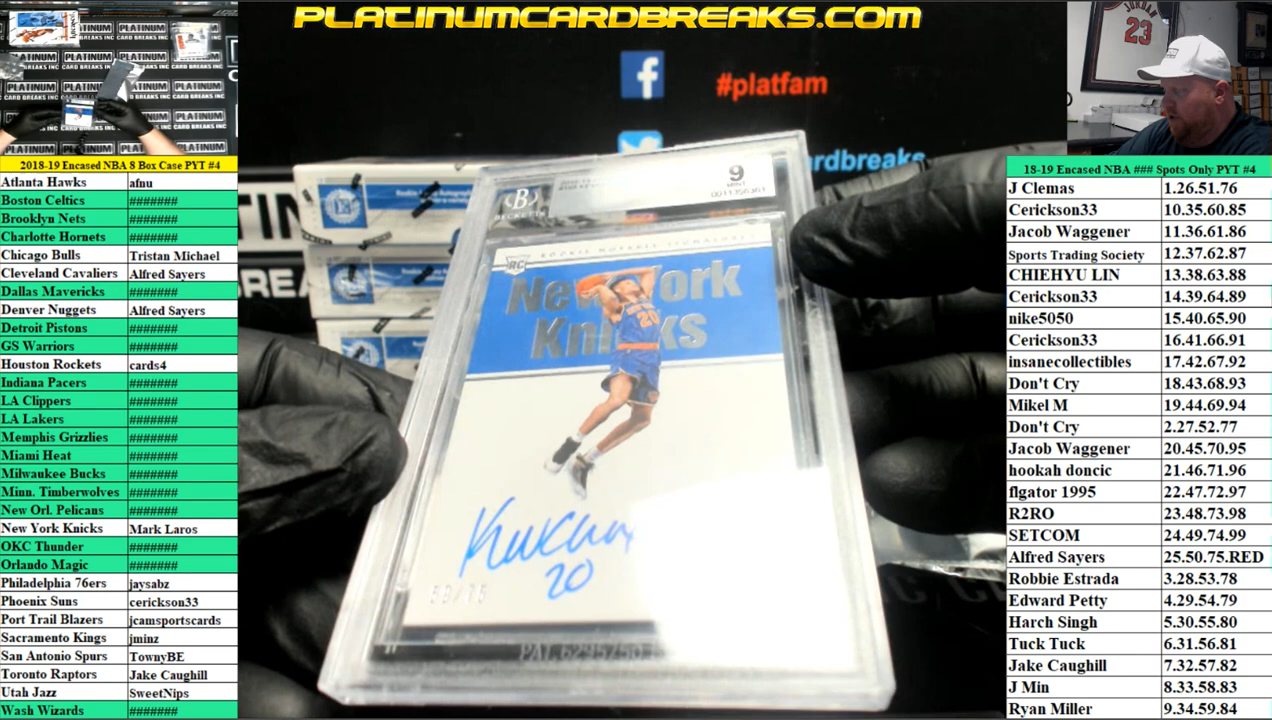 PLATINUMCARDBREAKS.COM
#platfam
cardbreaks
2018-19 Encased NBA 8 Box Case PYT #4
Atlanta Hawks afnu
Boston Celtics #######
Brooklyn Nets #######
Charlotte Hornets #######
Chicago Bulls Tristan Michael
Cleveland Cavaliers Alfred Sayers
Dallas Mavericks #######
Denver Nuggets Alfred Sayers
Detroit Pistons #######
GS Warriors #######
Houston Rockets cards4
Indiana Pacers #######
LA Clippers #######
LA Lakers #######
Memphis Grizzlies #######
Miami Heat #######
Milwaukee Bucks #######
Minn. Timberwolves #######
New Orl. Pelicans #######
New York Knicks Mark Laros
OKC Thunder #######
Orlando Magic #######
Philadelphia 76ers jaysabz
Phoenix Suns cerickson33
Port Trail Blazers jcamsportscards
Sacramento Kings jminz
San Antonio Spurs TownyBE
Toronto Raptors Jake Caughill
Utah Jazz SweetNips
Wash Wizards #######
BECKETT
9
MINT
ROOKIE NOTABLE SIGNATURES
RC
New York
Knicks
20
20
JORDAN
23
18-19 Encased NBA ### Spots Only PYT #4
J Clemas 1.26.51.76
Cerickson33 10.35.60.85
Jacob Waggener 11.36.61.86
Sports Trading Society 12.37.62.87
CHIEHYU LIN 13.38.63.88
Cerickson33 14.39.64.89
nike5050 15.40.65.90
Cerickson33 16.41.66.91
insanecollectibles 17.42.67.92
Don't Cry 18.43.68.93
Mikel M 19.44.69.94
Don't Cry 2.27.52.77
Jacob Waggener 20.45.70.95
hookah doncic 21.46.71.96
flgator 1995 22.47.72.97
R2RO 23.48.73.98
SETCOM 24.49.74.99
Alfred Sayers 25.50.75.RED
Robbie Estrada 3.28.53.78
Edward Petty 4.29.54.79
Harch Singh 5.30.55.80
Tuck Tuck 6.31.56.81
Jake Caughill 7.32.57.82
J Min 8.33.58.83
Ryan Miller 9.34.59.84